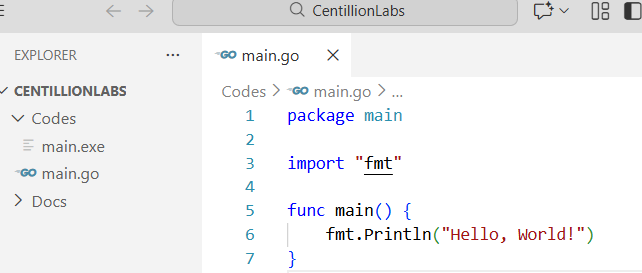 CentillionLabs
EXPLORER ...
GO main.go
CENTILLIONLABS
Codes
main.exe
GO main.go
Docs
Codes > GO main.go > ...
1 package main
2
3 import "fmt"
4
5 func main() {
6 fmt.Println("Hello, World!")
7 }